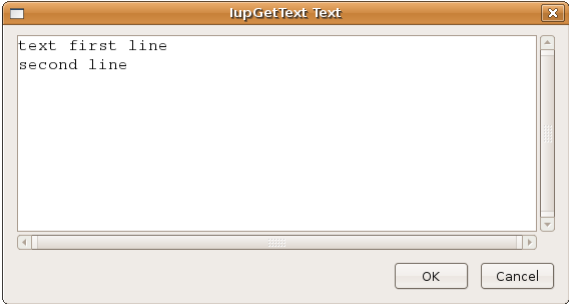 IupGetText Text
text first line
second line
OK
Cancel